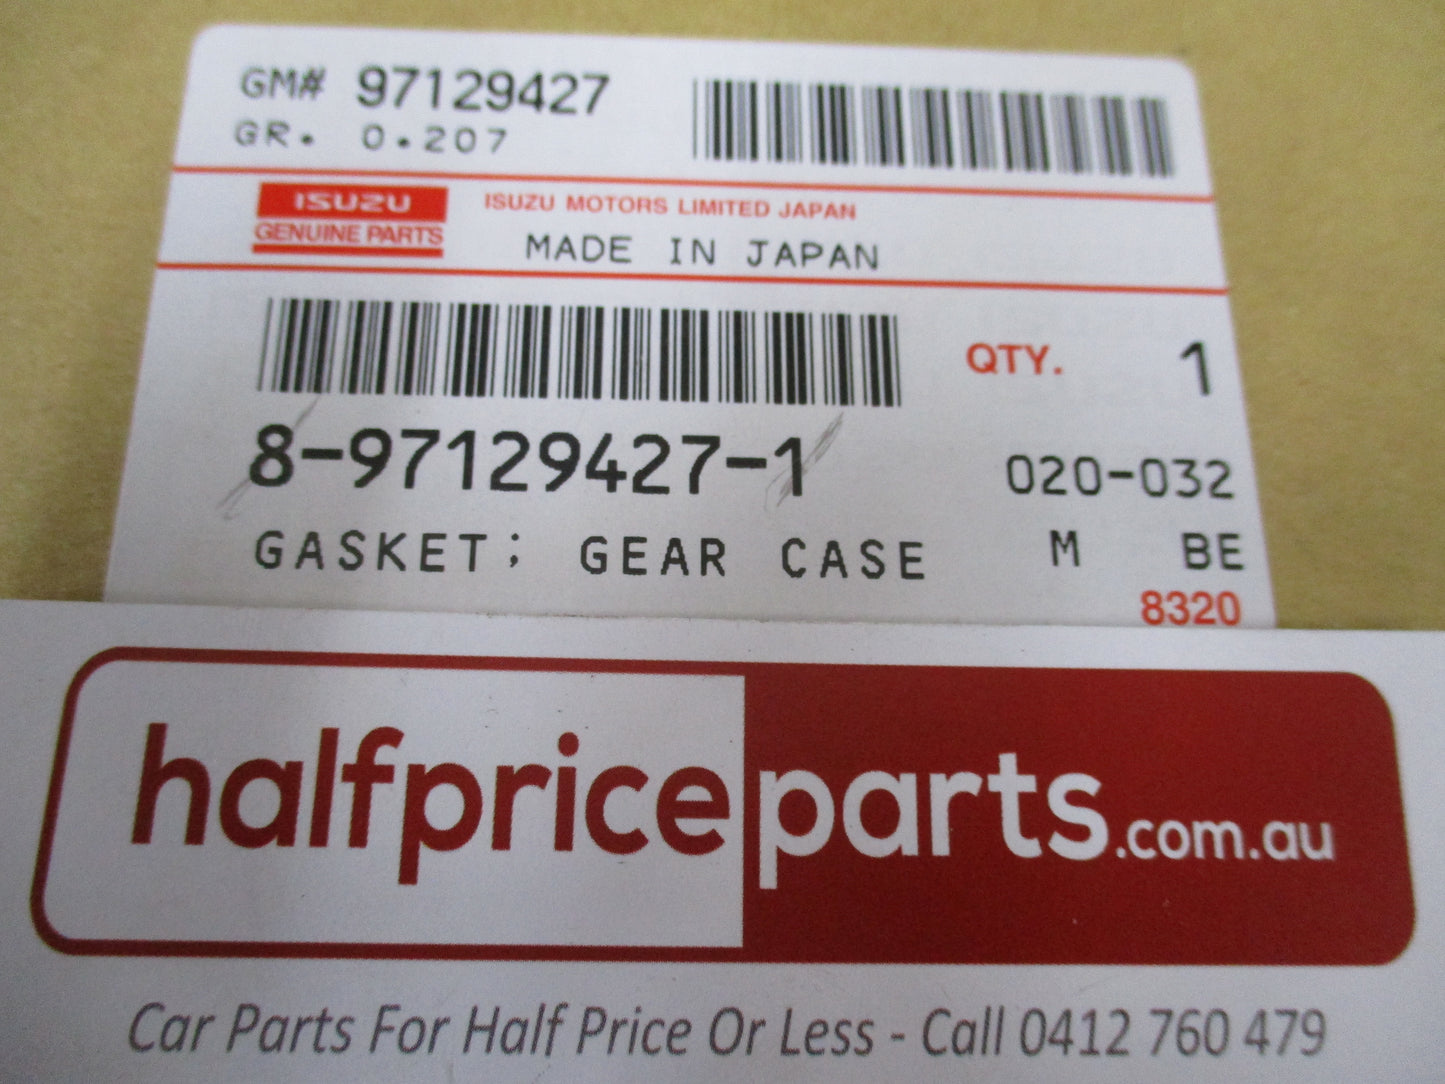 GM# 97129427
GR. 0.207
ISUZU
GENUINE PARTS
ISUZU MOTORS LIMITED JAPAN
MADE IN JAPAN
QTY. 1
8-97129427-1 020-032
GASKET; GEAR CASE M BE
8320
halfpriceparts.com.au
Car Parts For Half Price Or Less - Call 0412 760 479